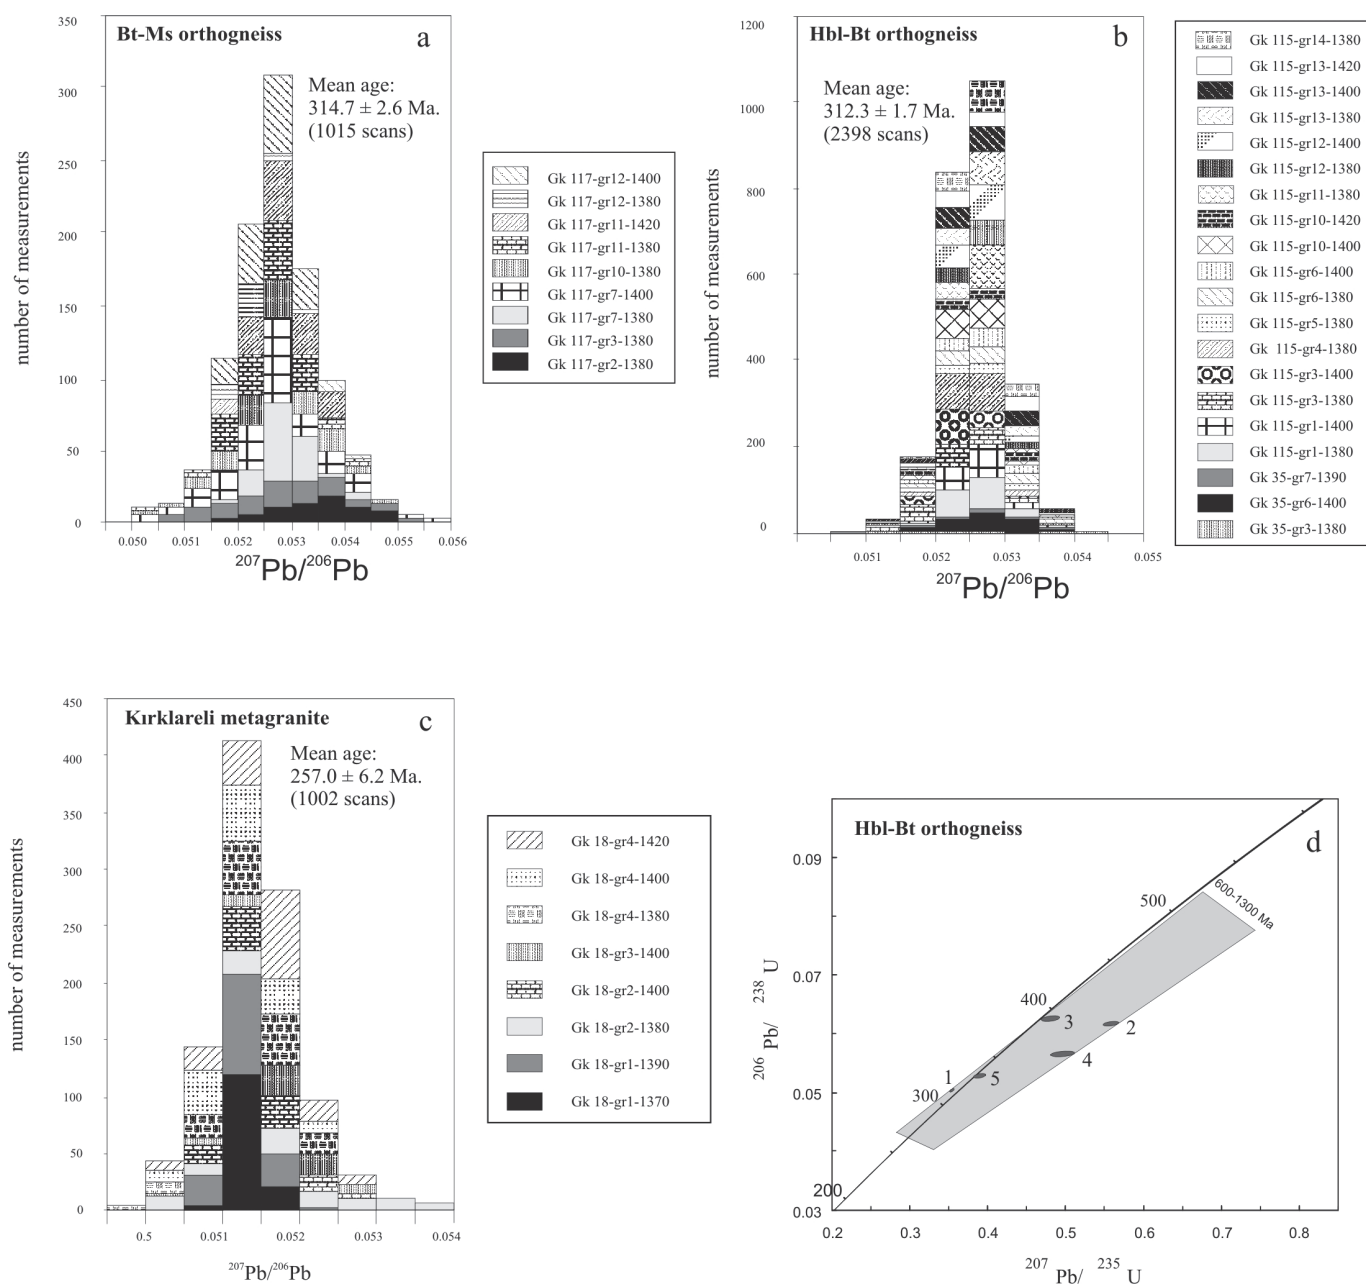 Bt-Ms orthogneiss
a
Mean age:
314.7 ± 2.6 Ma.
(1015 scans)
number of measurements
350
300
250
200
150
100
50
0
0.050
0.051
0.052
0.053
0.054
0.055
0.056
207Pb/206Pb
Gk 117-gr12-1400
Gk 117-gr12-1380
Gk 117-gr11-1420
Gk 117-gr11-1380
Gk 117-gr10-1380
Gk 117-gr7-1400
Gk 117-gr7-1380
Gk 117-gr3-1380
Gk 117-gr2-1380
Hbl-Bt orthogneiss
b
Mean age:
312.3 ± 1.7 Ma.
(2398 scans)
number of measurements
1200
1000
800
600
400
200
0
0.051
0.052
0.053
0.054
0.055
207Pb/206Pb
Gk 115-gr14-1380
Gk 115-gr13-1420
Gk 115-gr13-1400
Gk 115-gr13-1380
Gk 115-gr12-1400
Gk 115-gr12-1380
Gk 115-gr11-1380
Gk 115-gr10-1420
Gk 115-gr10-1400
Gk 115-gr6-1400
Gk 115-gr6-1380
Gk 115-gr5-1380
Gk 115-gr4-1380
Gk 115-gr3-1400
Gk 115-gr3-1380
Gk 115-gr1-1400
Gk 115-gr1-1380
Gk 35-gr7-1390
Gk 35-gr6-1400
Gk 35-gr3-1380
Kırklareli metagranite
c
Mean age:
257.0 ± 6.2 Ma.
(1002 scans)
number of measurements
450
400
350
300
250
200
150
100
50
0
0.5
0.051
0.052
0.053
0.054
207Pb/206Pb
Gk 18-gr4-1420
Gk 18-gr4-1400
Gk 18-gr4-1380
Gk 18-gr3-1400
Gk 18-gr2-1400
Gk 18-gr2-1380
Gk 18-gr1-1390
Gk 18-gr1-1370
Hbl-Bt orthogneiss
d
206Pb/238U
0.09
0.07
0.05
0.03
600-1300 Ma
500
400
300
200
1
2
3
4
5
0.2
0.3
0.4
0.5
0.6
0.7
0.8
207Pb/235U